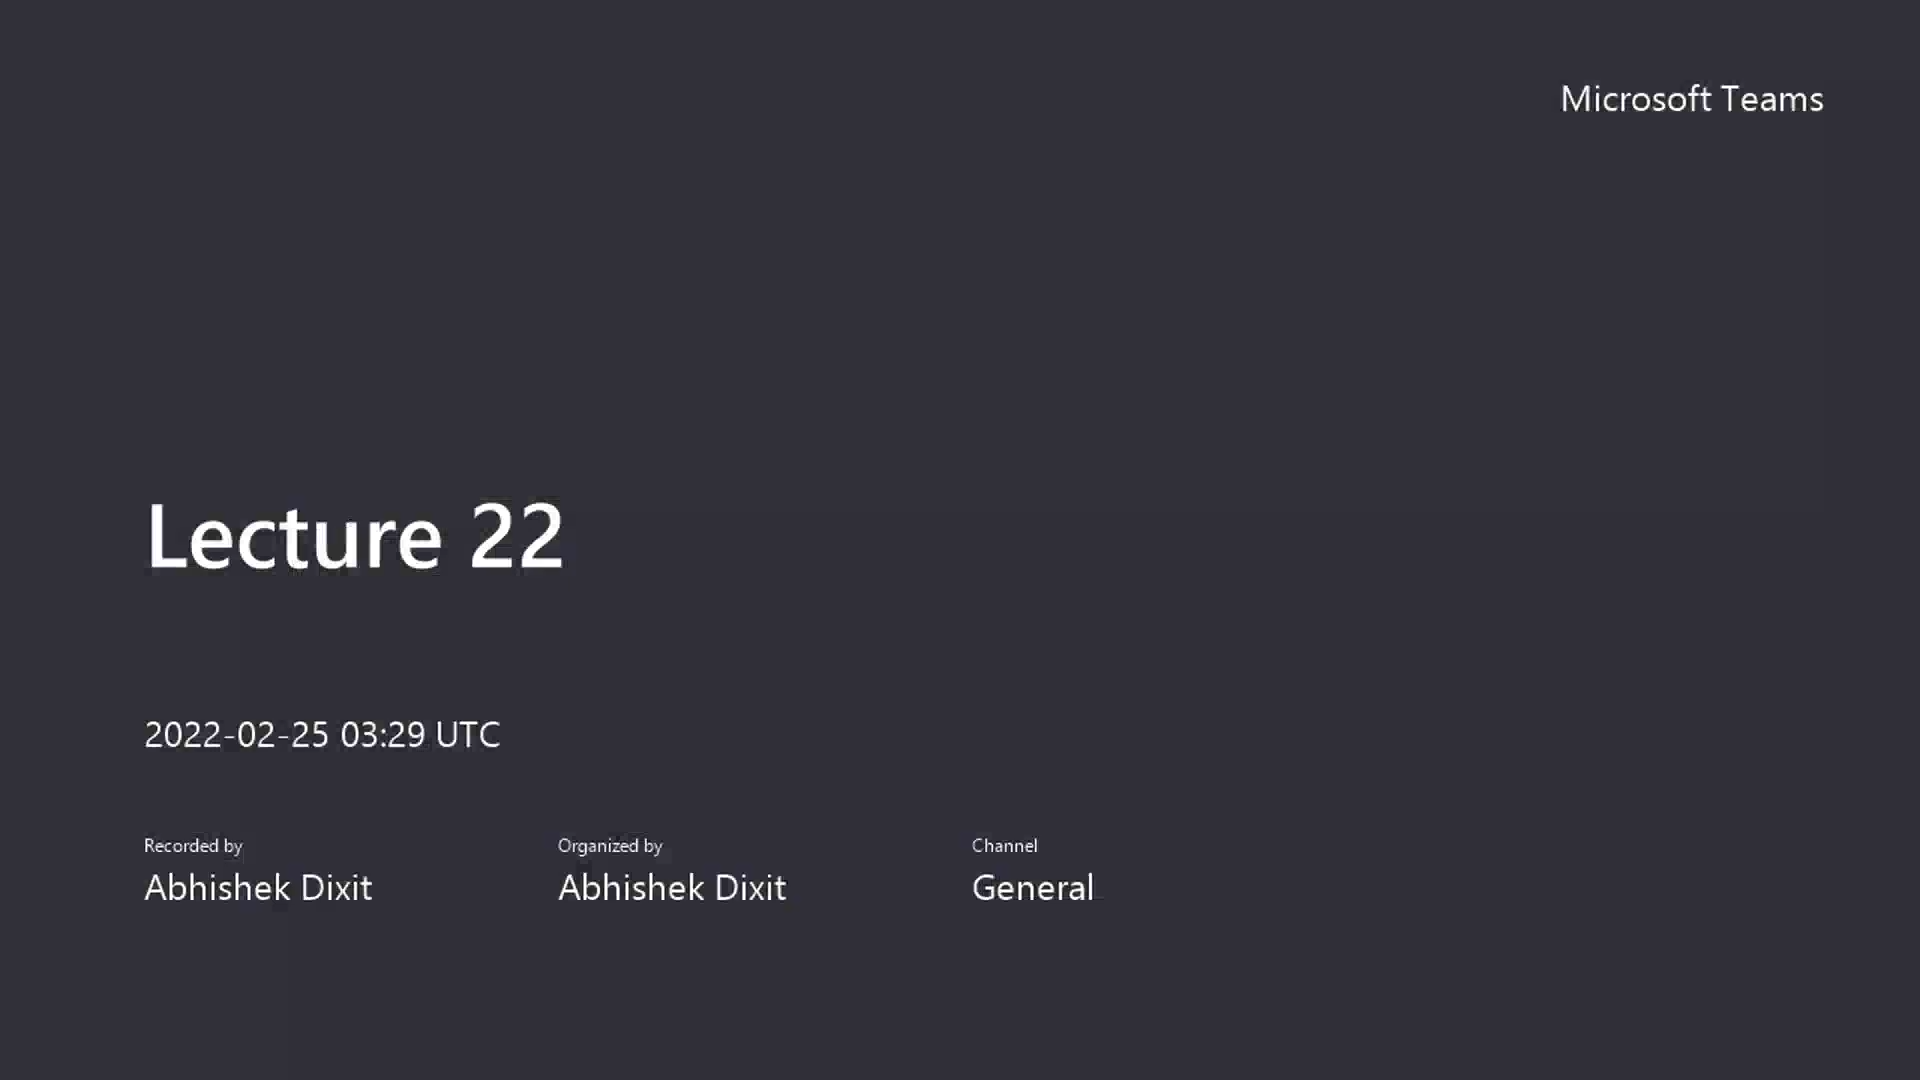 Microsoft Teams
Lecture 22
2022-02-25 03:29 UTC
Recorded by
Abhishek Dixit
Organized by
Abhishek Dixit
Channel
General